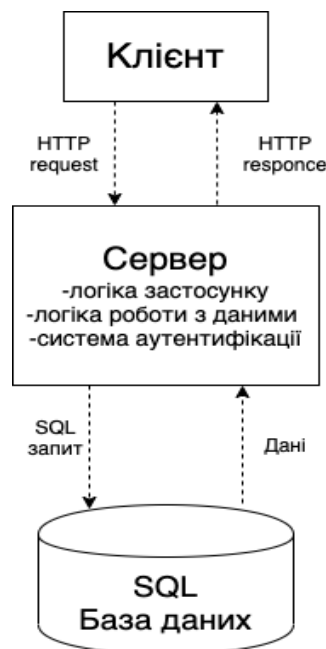 Клієнт
HTTP
request
HTTP
responce
Сервер
-логіка застосунку
-логіка роботи з даними
-система аутентифікації
SQL
запит
Дані
SQL
База даних